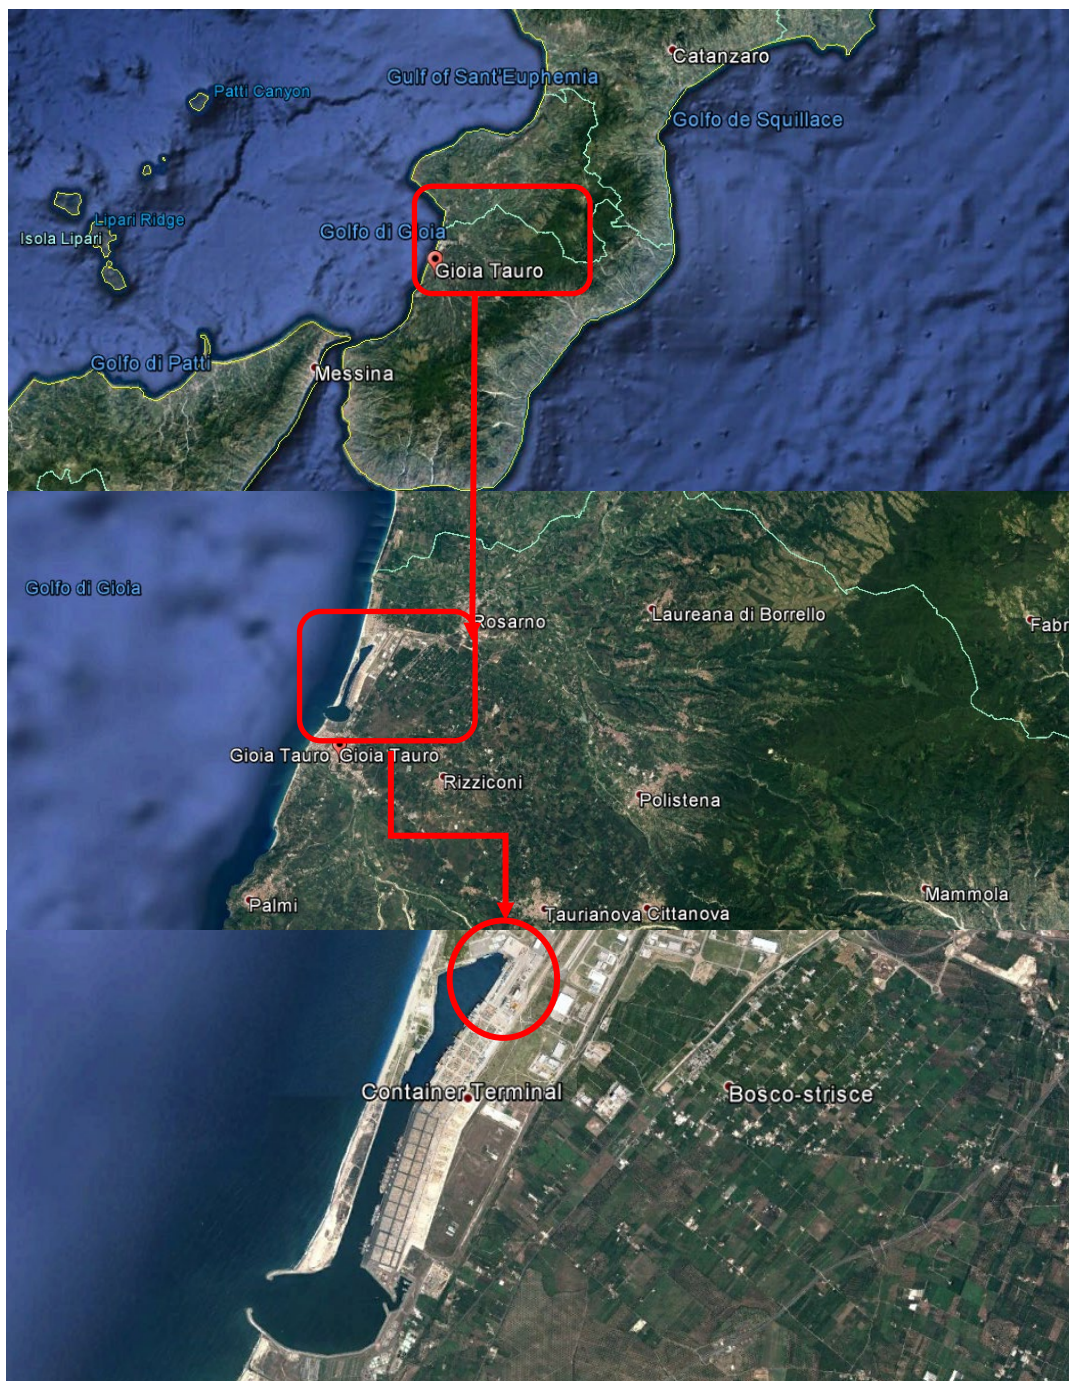 Catanzaro
Gulf of Sant'Euphemia
Patti Canyon
Golfo de Squillace
Lipari Ridge
Golfo di Gioia
Isola Lipari
Gioia Tauro
Golfo di Patti
Messina
Golfo di Gioia
Rosarno
Laureana di Borrello
Fabr
Gioia Tauro Gioia Tauro
Rizziconi
Polistena
Mammola
Palmi
Taurianova Cittanova
Container Terminal
Bosco-strisce